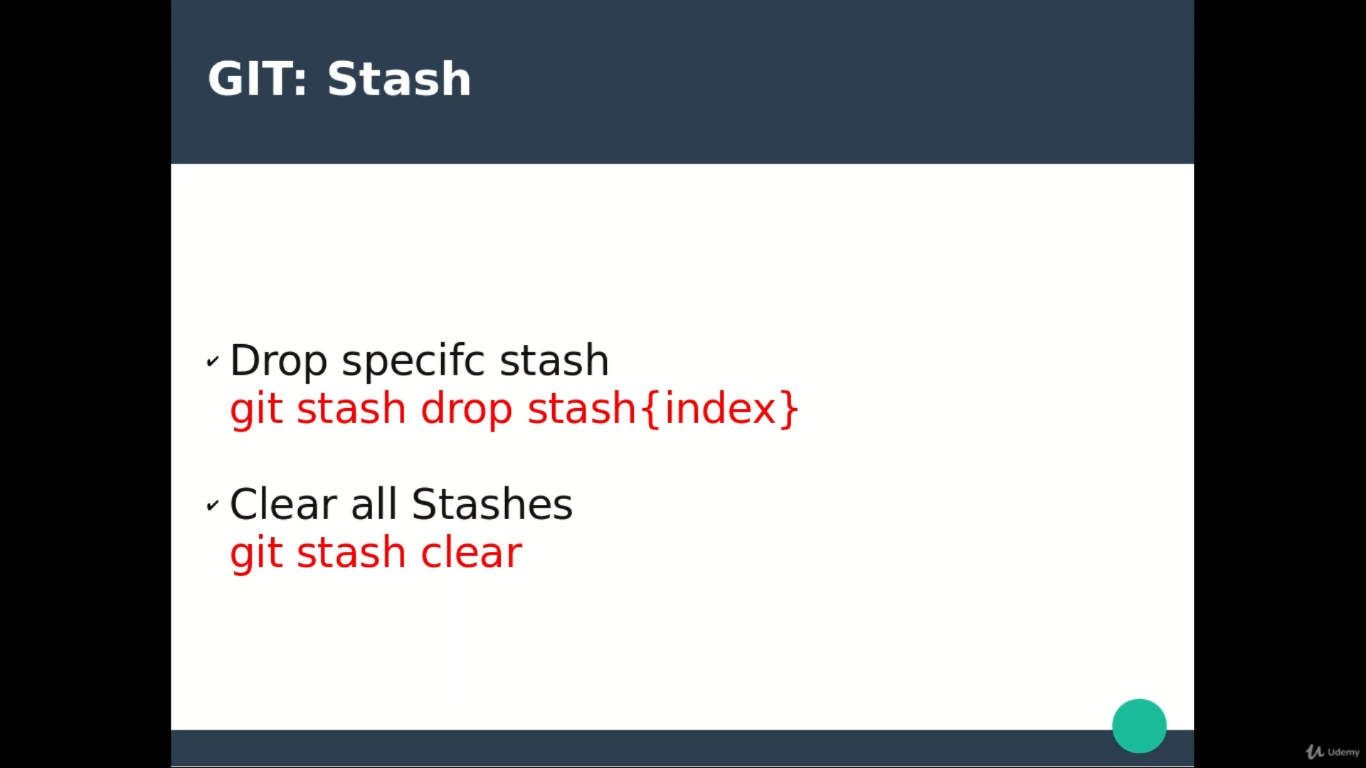 GIT: Stash
✔ Drop specifc stash
git stash drop stash{index}
✔ Clear all Stashes
git stash clear
Udemy